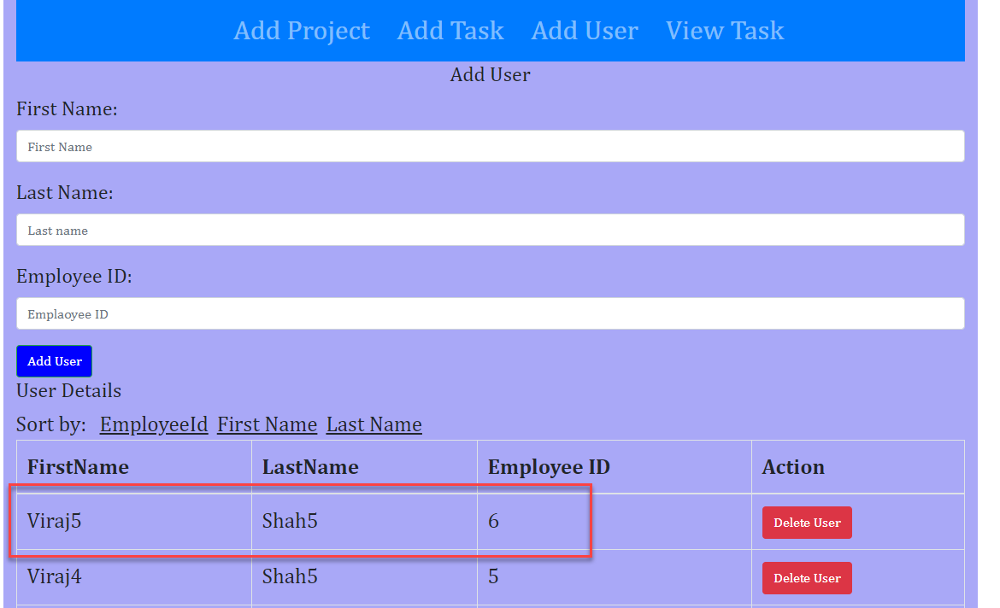 Add Project Add Task Add User View Task
Add User
First Name:
First Name
Last Name:
Last name
Employee ID:
Emplaoyee ID
Add User
User Details
Sort by: EmployeeId First Name Last Name
FirstName LastName Employee ID Action
Viraj5 Shah5 6 Delete User
Viraj4 Shah5 5 Delete User